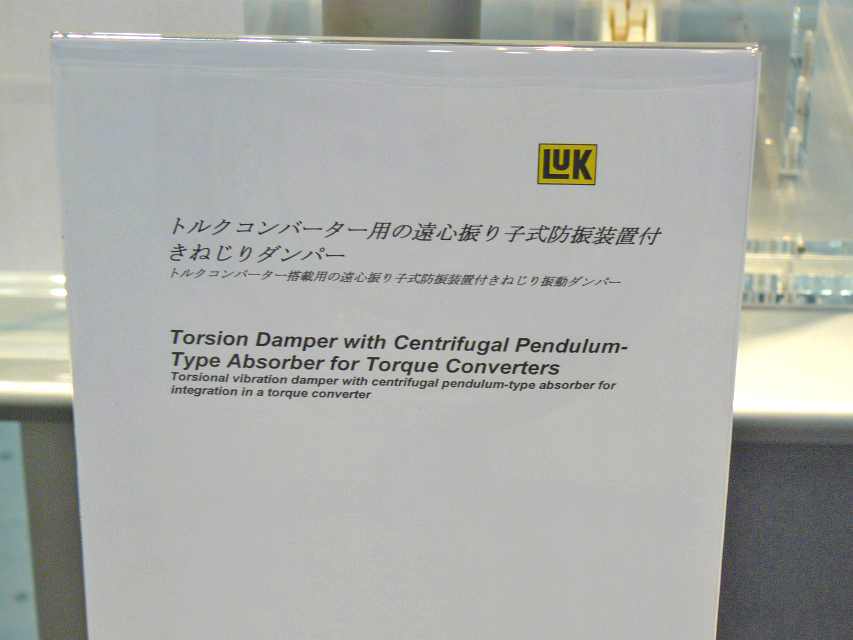 LUK
トルクコンバーター用の遠心振り子式防振装置付
きねじりダンパー
トルクコンバーター搭載用の遠心振り子式防振装置付きねじり振動ダンパー
Torsion Damper with Centrifugal Pendulum-
Type Absorber for Torque Converters
Torsional vibration damper with centrifugal pendulum-type absorber for
integration in a torque converter